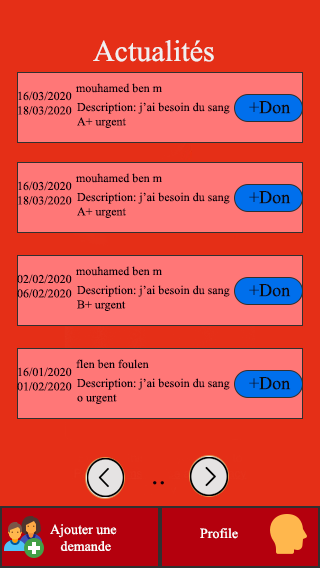 Actualités
mouhamed ben m
16/03/2020
18/03/2020
Description: j'ai besoin du sang
A+ urgent
+Don
mouhamed ben m
16/03/2020
18/03/2020
Description: j'ai besoin du sang
A+ urgent
+Don
mouhamed ben m
02/02/2020
06/02/2020
Description: j'ai besoin du sang
B+ urgent
+Don
flen ben foulen
16/01/2020
01/02/2020
Description: j'ai besoin du sang
o urgent
+Don
..
Ajouter une
demande
Profile